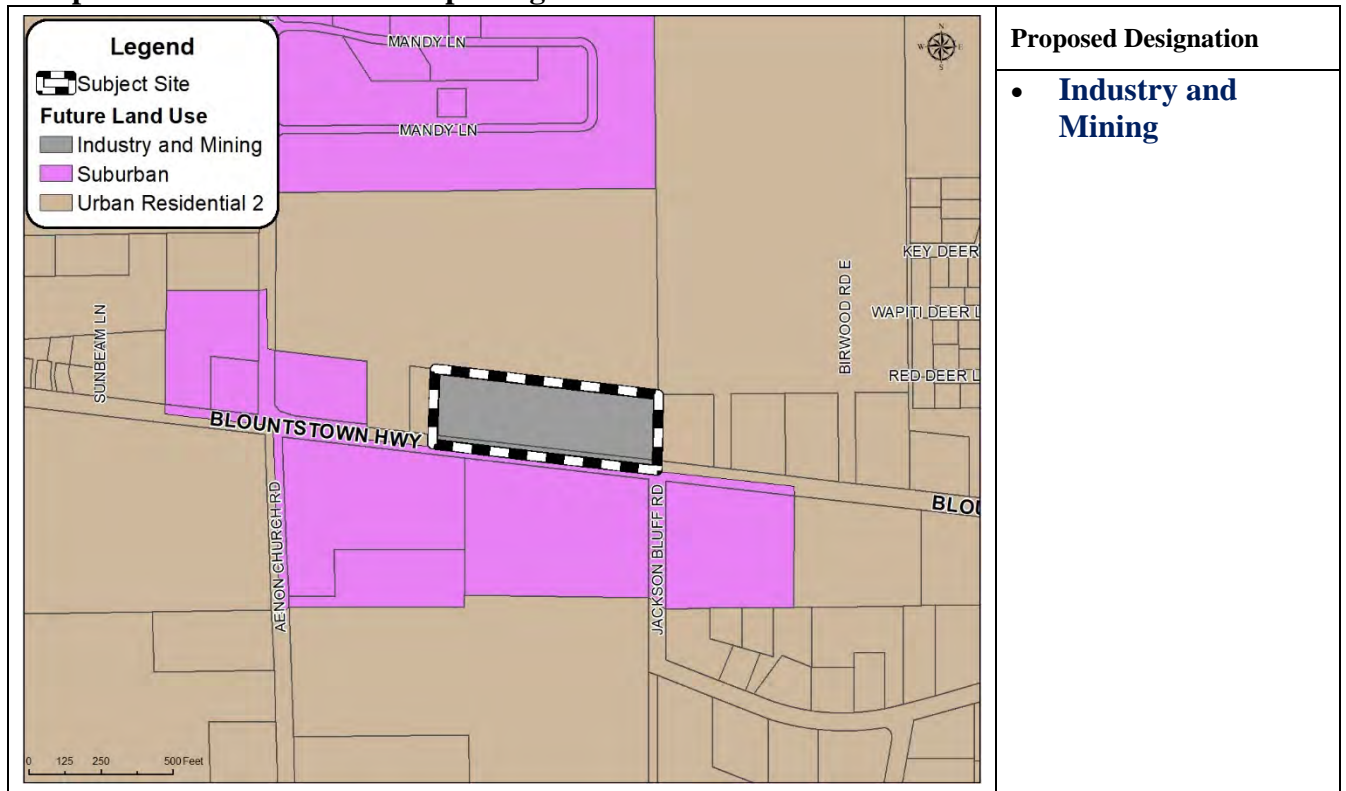 Legend
Subject Site
Future Land Use
Industry and Mining
Suburban
Urban Residential 2
MANDY LN
MANDY LN
N
W E
S
KEY DEER
WAPITI DEER L
RED DEER L
BIRWOOD RD E
SUNBEAM LN
BLOUNTSTOWN HWY
BLOU
AENON CHURCH RD
JACKSON BLUFF RD
0 125 250 500 Feet
Proposed Designation
• Industry and
Mining